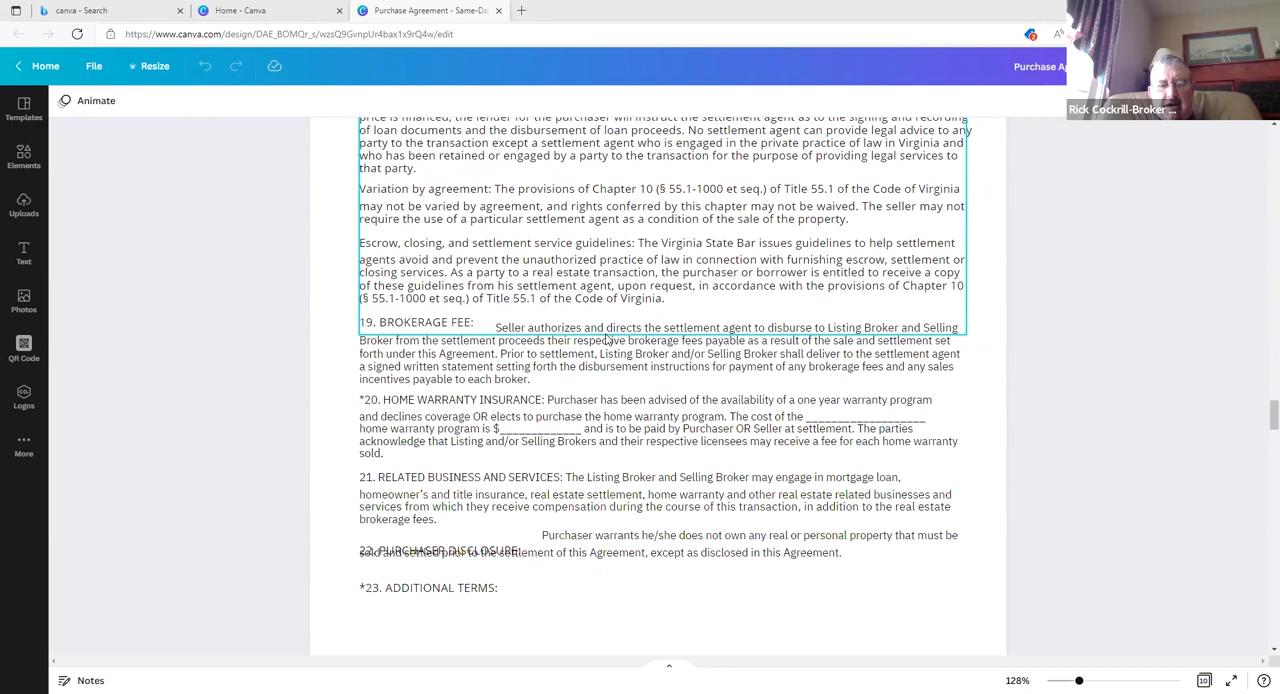 canva - Search
Home - Canva
Purchase Agreement - Same-Da
https://www.canva.com/design/DAE_BOMQr_s/wzsQ9GvnpUr4bax1x9rQ4w/edit
2
Home
File
Resize
Purchase Ag
Rick Cockrill-Broker...
Templates
Elements
Uploads
Text
Photos
QR Code
Logos
More
Animate
price is financed, the lender for the purchaser will instruct the settlement agent as to the signing and recording
of loan documents and the disbursement of loan proceeds. No settlement agent can provide legal advice to any
party to the transaction except a settlement agent who is engaged in the private practice of law in Virginia and
who has been retained or engaged by a party to the transaction for the purpose of providing legal services to
that party.
Variation by agreement: The provisions of Chapter 10 (§ 55.1-1000 et seq.) of Title 55.1 of the Code of Virginia
may not be varied by agreement, and rights conferred by this chapter may not be waived. The seller may not
require the use of a particular settlement agent as a condition of the sale of the property.
Escrow, closing, and settlement service guidelines: The Virginia State Bar issues guidelines to help settlement
agents avoid and prevent the unauthorized practice of law in connection with furnishing escrow, settlement or
closing services. As a party to a real estate transaction, the purchaser or borrower is entitled to receive a copy
of these guidelines from his settlement agent, upon request, in accordance with the provisions of Chapter 10
(§ 55.1-1000 et seq.) of Title 55.1 of the Code of Virginia.
19. BROKERAGE FEE: Seller authorizes and directs the settlement agent to disburse to Listing Broker and Selling
Broker from the settlement proceeds their respective brokerage fees payable as a result of the sale and settlement set
forth under this Agreement. Prior to settlement, Listing Broker and/or Selling Broker shall deliver to the settlement agent
a signed written statement setting forth the disbursement instructions for payment of any brokerage fees and any sales
incentives payable to each broker.
*20. HOME WARRANTY INSURANCE: Purchaser has been advised of the availability of a one year warranty program
and declines coverage OR elects to purchase the home warranty program. The cost of the ___________________
home warranty program is $_____________ and is to be paid by Purchaser OR Seller at settlement. The parties
acknowledge that Listing and/or Selling Brokers and their respective licensees may receive a fee for each home warranty
sold.
21. RELATED BUSINESS AND SERVICES: The Listing Broker and Selling Broker may engage in mortgage loan,
homeowner's and title insurance, real estate settlement, home warranty and other real estate related businesses and
services from which they receive compensation during the course of this transaction, in addition to the real estate
brokerage fees.
Purchaser warrants he/she does not own any real or personal property that must be
22. PURCHASER DISCLOSURE:
sold and settled prior to the settlement of this Agreement, except as disclosed in this Agreement.
*23. ADDITIONAL TERMS:
Notes
128%
10